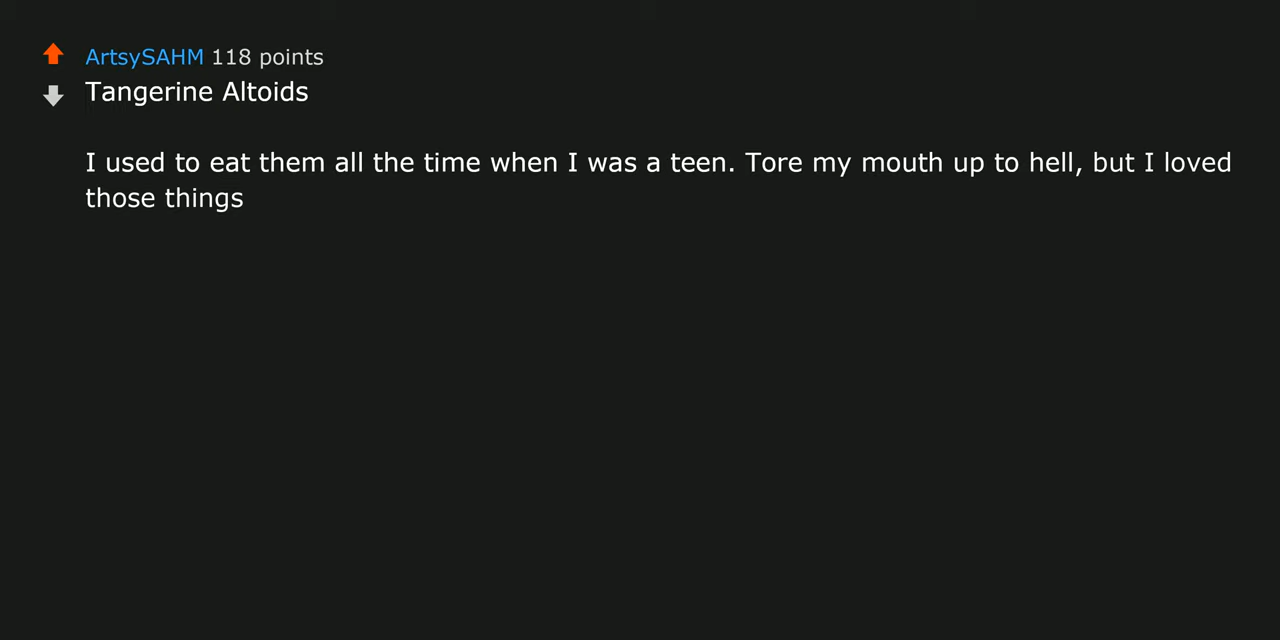 ArtsySAHM 118 points
Tangerine Altoids
I used to eat them all the time when I was a teen. Tore my mouth up to hell, but I loved
those things